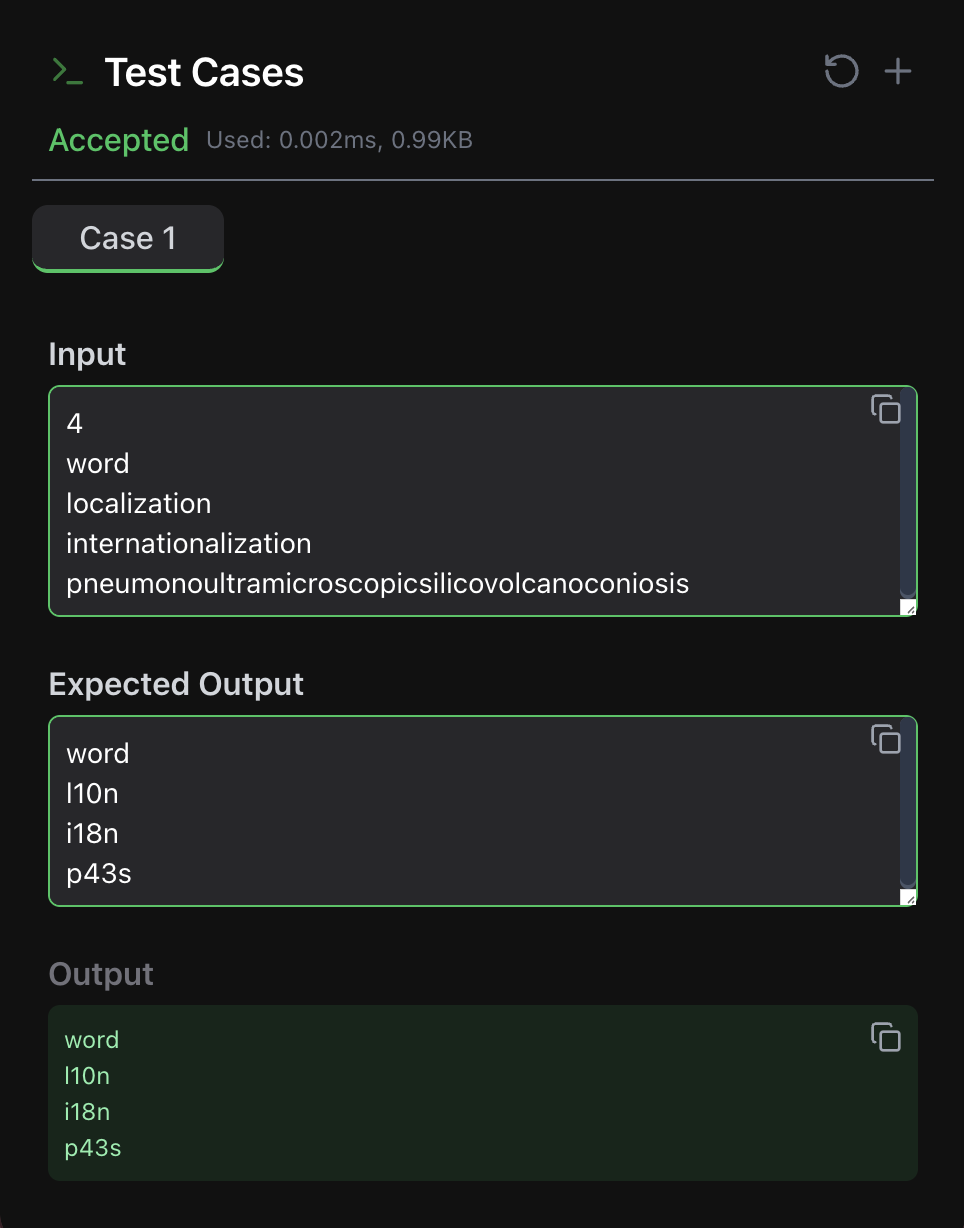 >_ Test Cases
Accepted Used: 0.002ms, 0.99KB
Case 1
Input
4
word
localization
internationalization
pneumonoultramicroscopicsilicovolcanoconiosis
Expected Output
word
l10n
i18n
p43s
Output
word
l10n
i18n
p43s